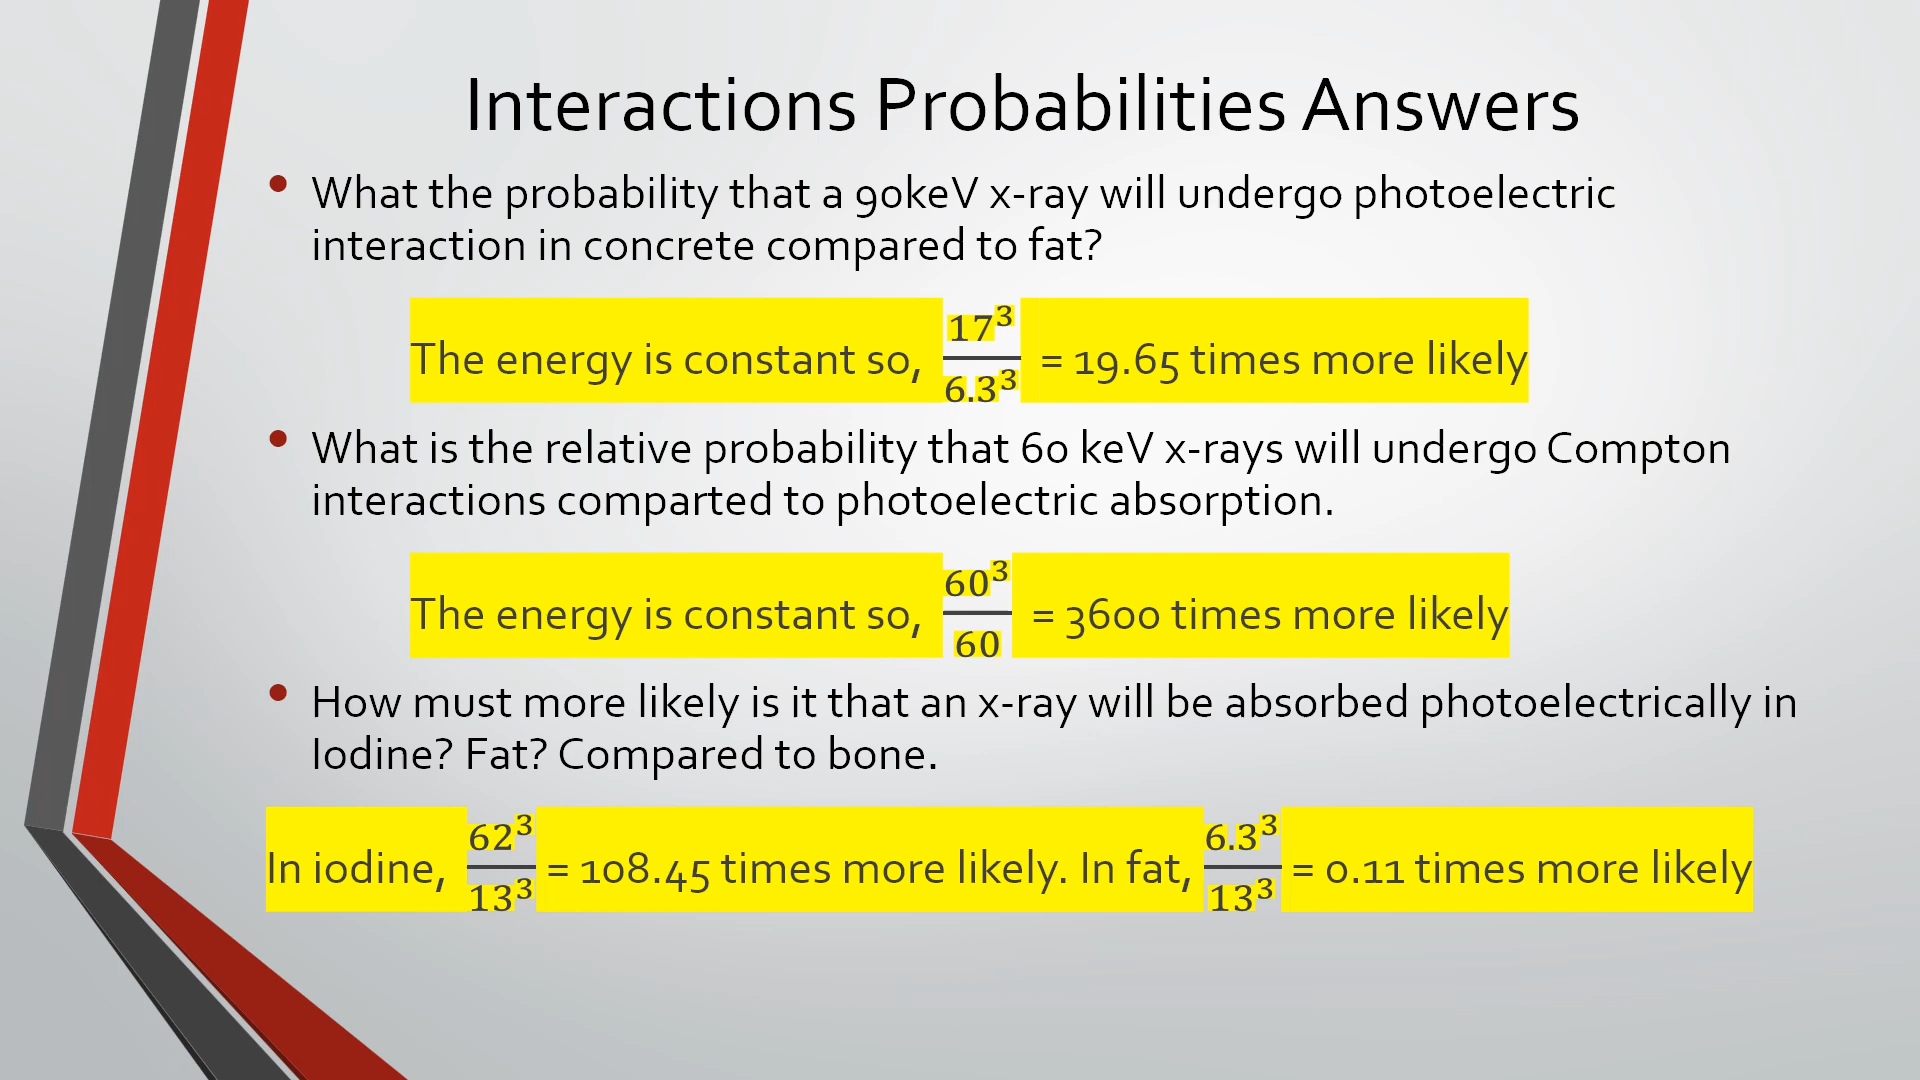 Interactions Probabilities Answers
• What the probability that a 90keV x-ray will undergo photoelectric
interaction in concrete compared to fat?
The energy is constant so, 17³/6.3³ = 19.65 times more likely
• What is the relative probability that 60 keV x-rays will undergo Compton
interactions comparted to photoelectric absorption.
The energy is constant so, 60³/60 = 3600 times more likely
• How must more likely is it that an x-ray will be absorbed photoelectrically in
Iodine? Fat? Compared to bone.
In iodine, 62³/13³ = 108.45 times more likely. In fat, 6.3³/13³ = 0.11 times more likely